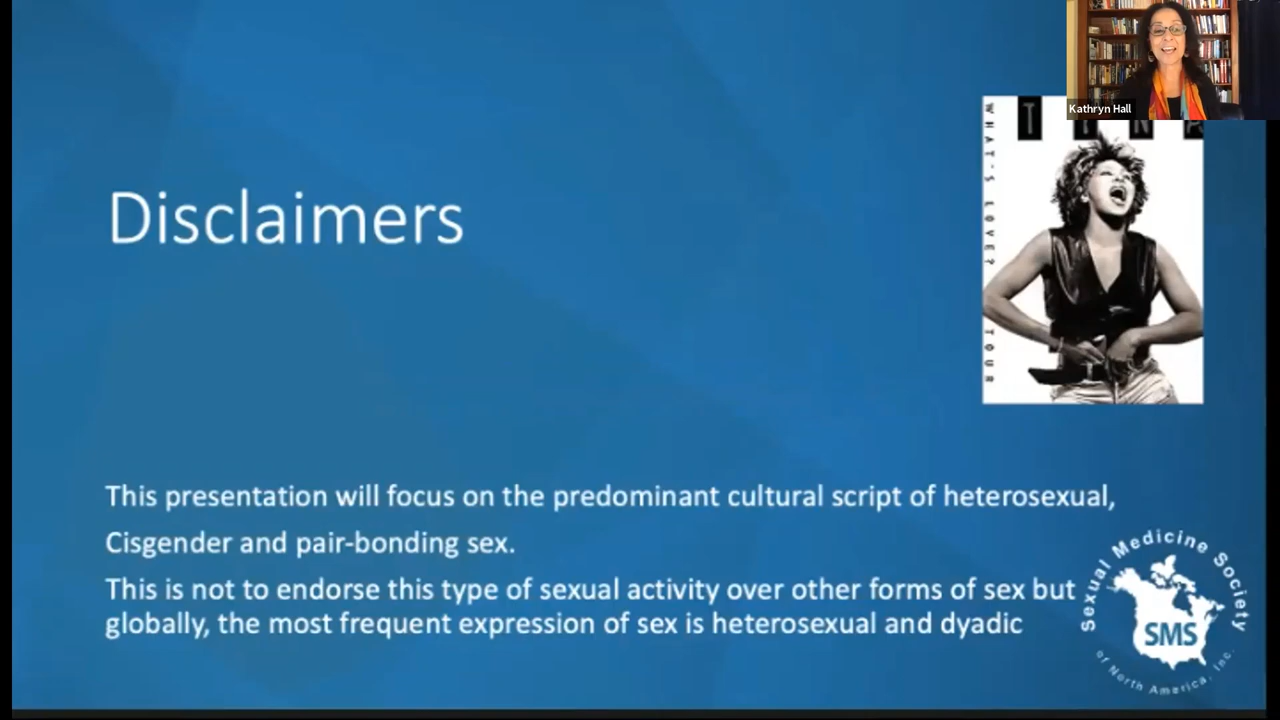 Kathryn Hall
TINA
WHAT'S LOVE? TOUR
Disclaimers
This presentation will focus on the predominant cultural script of heterosexual,
Cisgender and pair-bonding sex.
This is not to endorse this type of sexual activity over other forms of sex but
globally, the most frequent expression of sex is heterosexual and dyadic
Sexual Medicine Society
SMS
of North America, Inc.